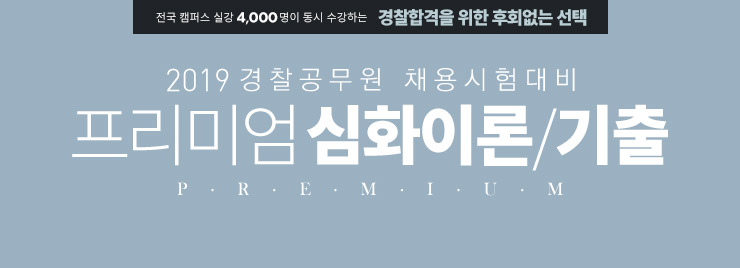 전국 캠퍼스 실강 4,000명이 동시 수강하는 경찰합격을 위한 후회없는 선택
2019 경찰공무원 채용시험대비
프리미엄 심화이론/기출
P · R · E · M · I · U · M